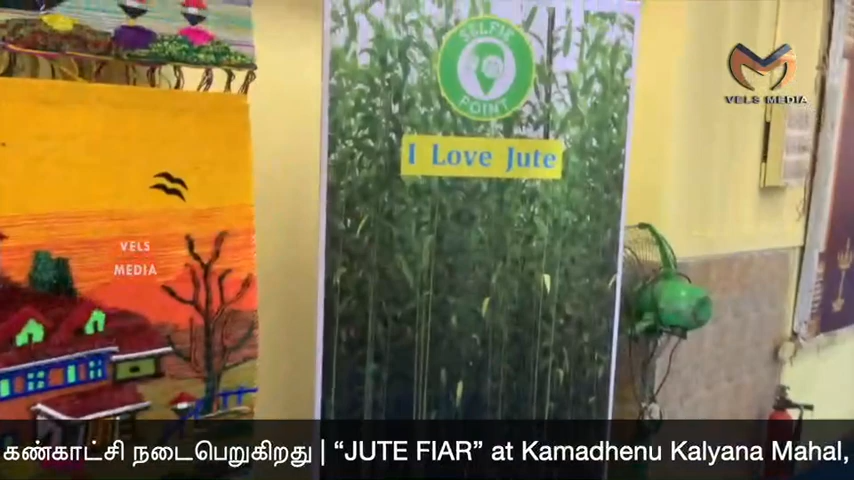 SELFIE
POINT
I Love Jute
VELS MEDIA
VELS
MEDIA
கண்காட்சி நடைபெறுகிறது | “JUTE FIAR” at Kamadhenu Kalyana Mahal,